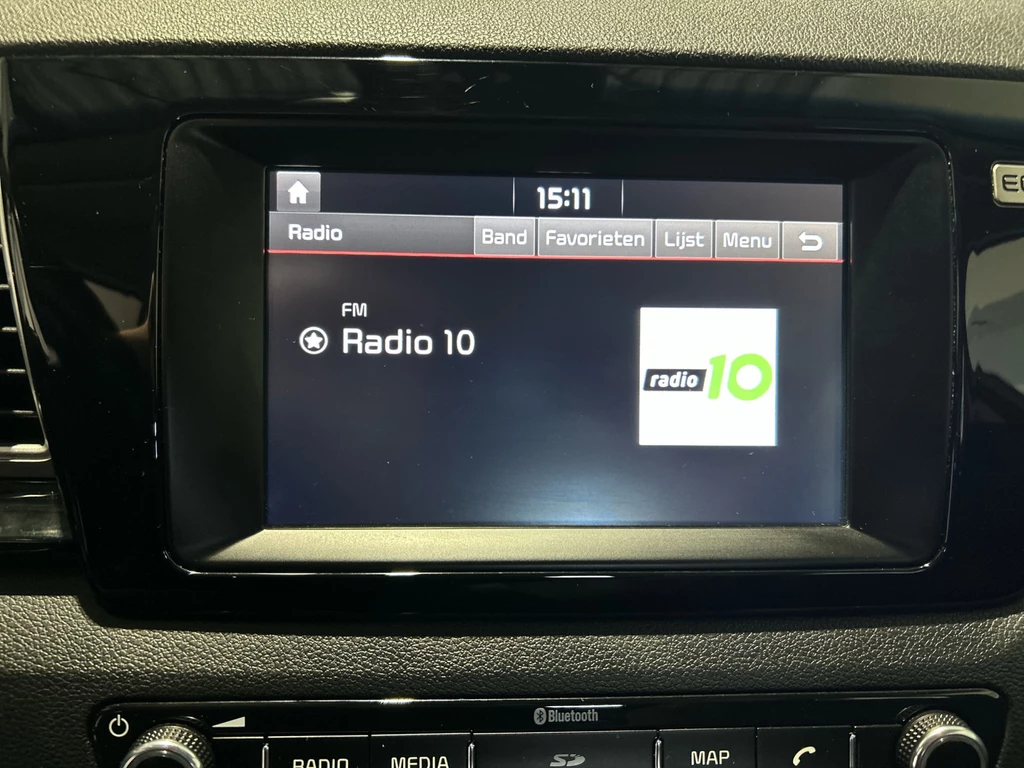 15:11
Radio Band Favorieten Lijst Menu
FM
Radio 10
radio 10
Bluetooth
RADIO MEDIA SD MAP